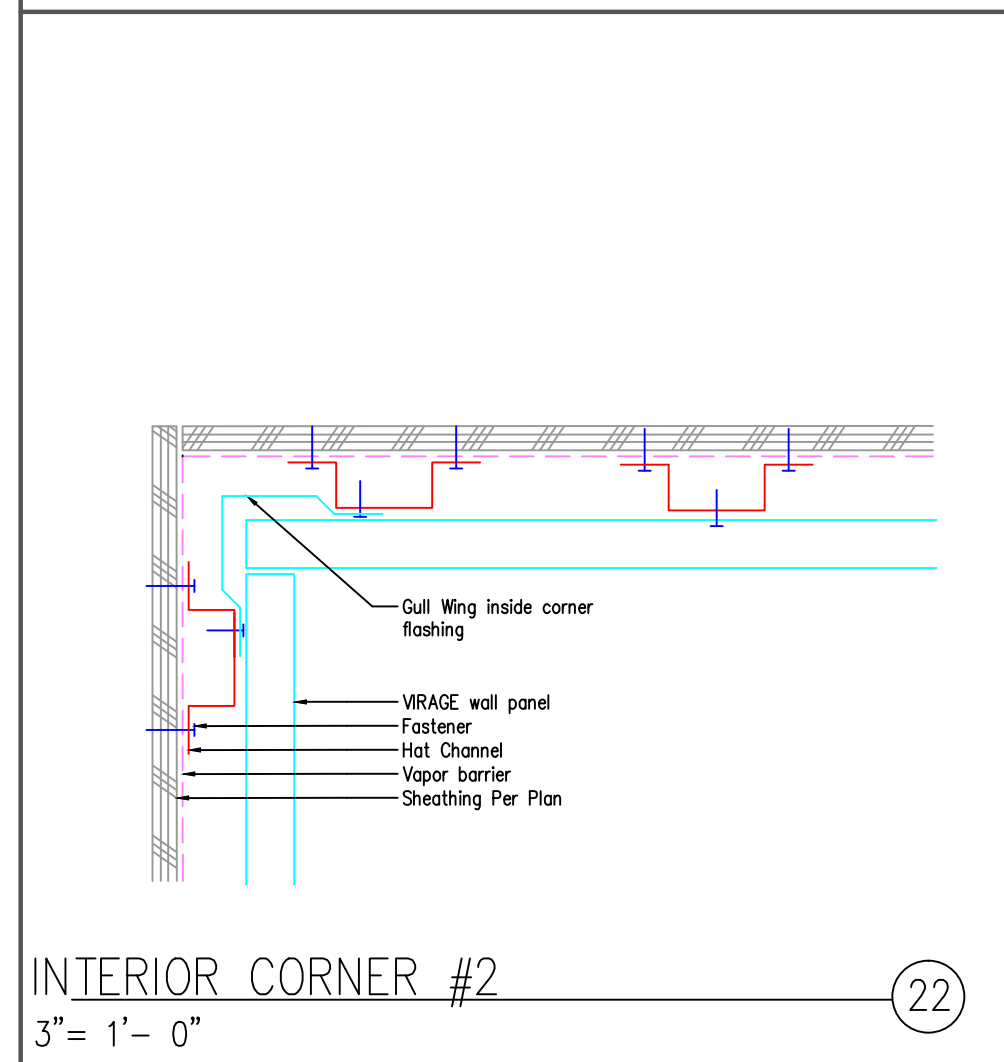 Gull Wing inside corner
flashing
VIRAGE wall panel
Fastener
Hat Channel
Vapor barrier
Sheathing Per Plan
INTERIOR CORNER #2
22
3"= 1'- 0"